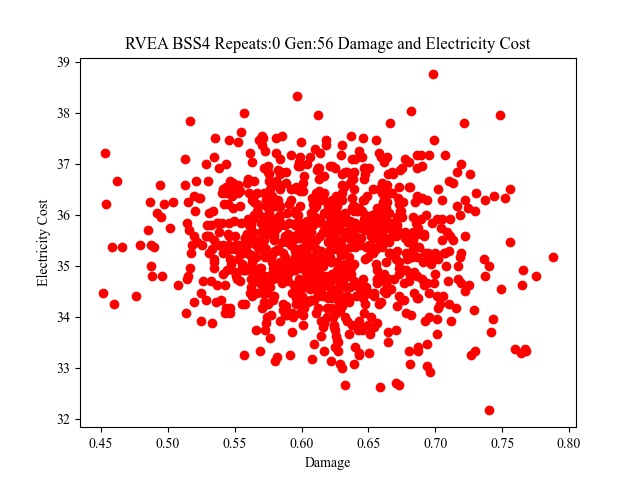 RVEA BSS4 Repeats:0 Gen:56 Damage and Electricity Cost
39
38
37
36
35
34
33
32
Electricity Cost
0.45 0.50 0.55 0.60 0.65 0.70 0.75 0.80
Damage